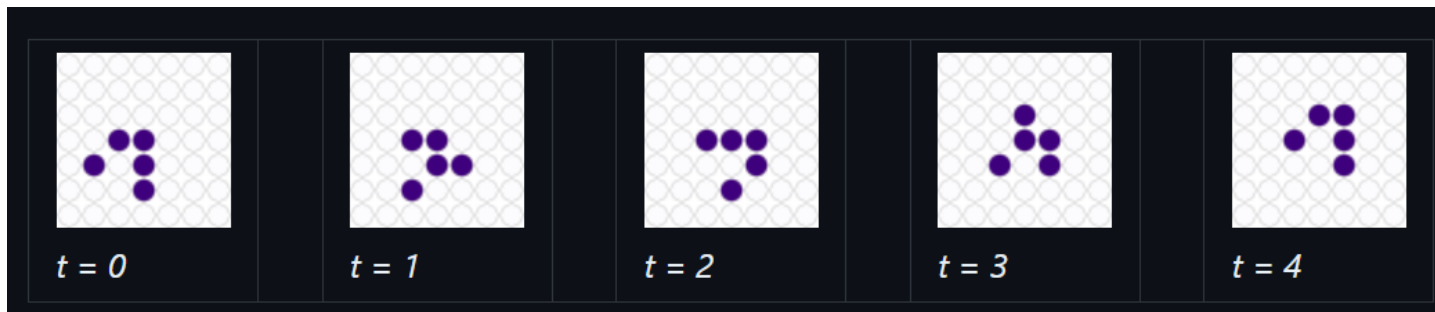 t = 0
t = 1
t = 2
t = 3
t = 4